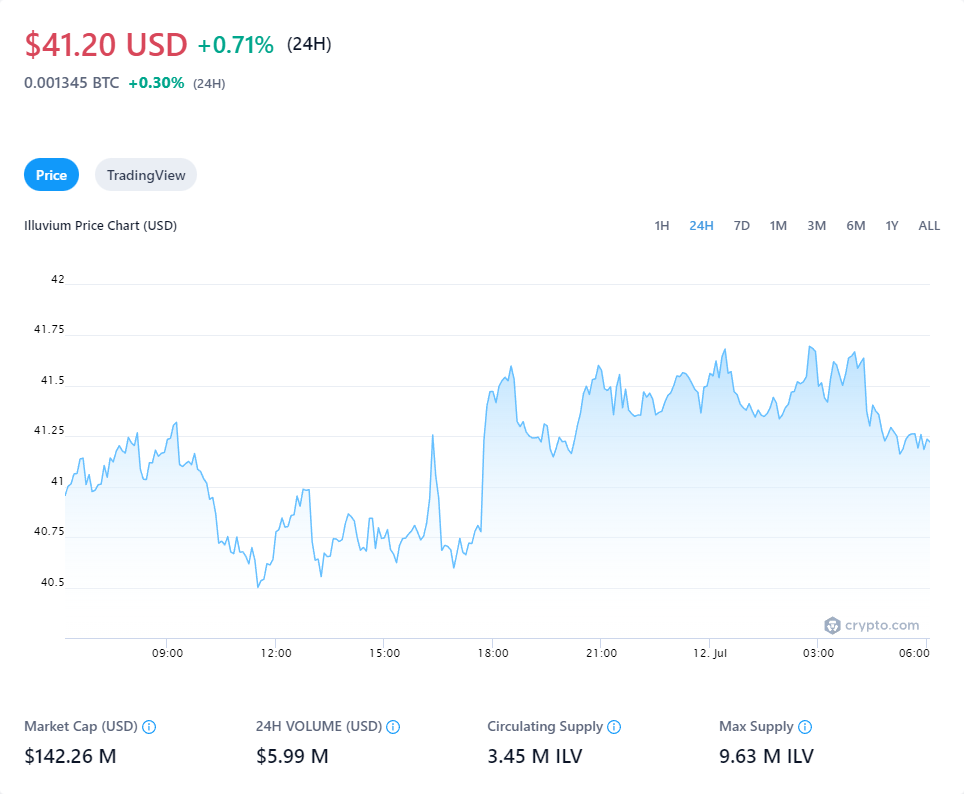 $41.20 USD +0.71% (24H)
0.001345 BTC +0.30% (24H)
Price TradingView
Illuvium Price Chart (USD) 1H 24H 7D 1M 3M 6M 1Y ALL
42
41.75
41.5
41.25
41
40.75
40.5
crypto.com
09:00 12:00 15:00 18:00 21:00 12. Jul 03:00 06:00
Market Cap (USD) 24H VOLUME (USD) Circulating Supply Max Supply
$142.26 M $5.99 M 3.45 M ILV 9.63 M ILV